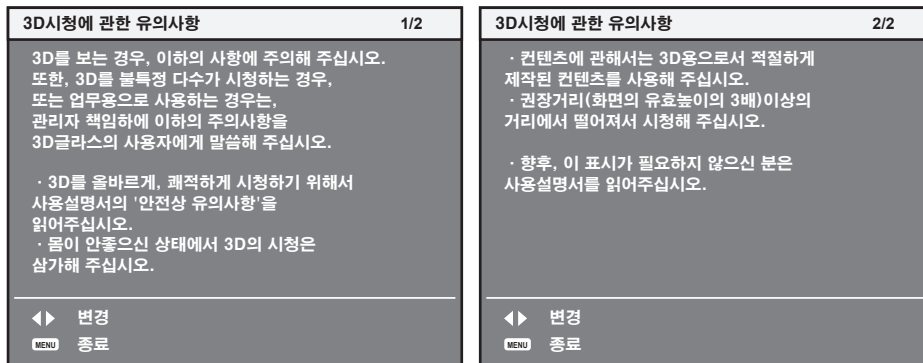 3D시청에 관한 유의사항 1/2
3D를 보는 경우, 이하의 사항에 주의해 주십시오.
또한, 3D를 불특정 다수가 시청하는 경우,
또는 업무용으로 사용하는 경우는,
관리자 책임하에 이하의 주의사항을
3D글라스의 사용자에게 말씀해 주십시오.
· 3D를 올바르게, 쾌적하게 시청하기 위해서
사용설명서의 '안전상 유의사항'을
읽어주십시오.
· 몸이 안좋으신 상태에서 3D의 시청은
삼가해 주십시오.
변경
MENU 종료
3D시청에 관한 유의사항 2/2
· 컨텐츠에 관해서는 3D용으로서 적절하게
제작된 컨텐츠를 사용해 주십시오.
· 권장거리(화면의 유효높이의 3배)이상의
거리에서 떨어져서 시청해 주십시오.
· 향후, 이 표시가 필요하지 않으신 분은
사용설명서를 읽어주십시오.
변경
MENU 종료